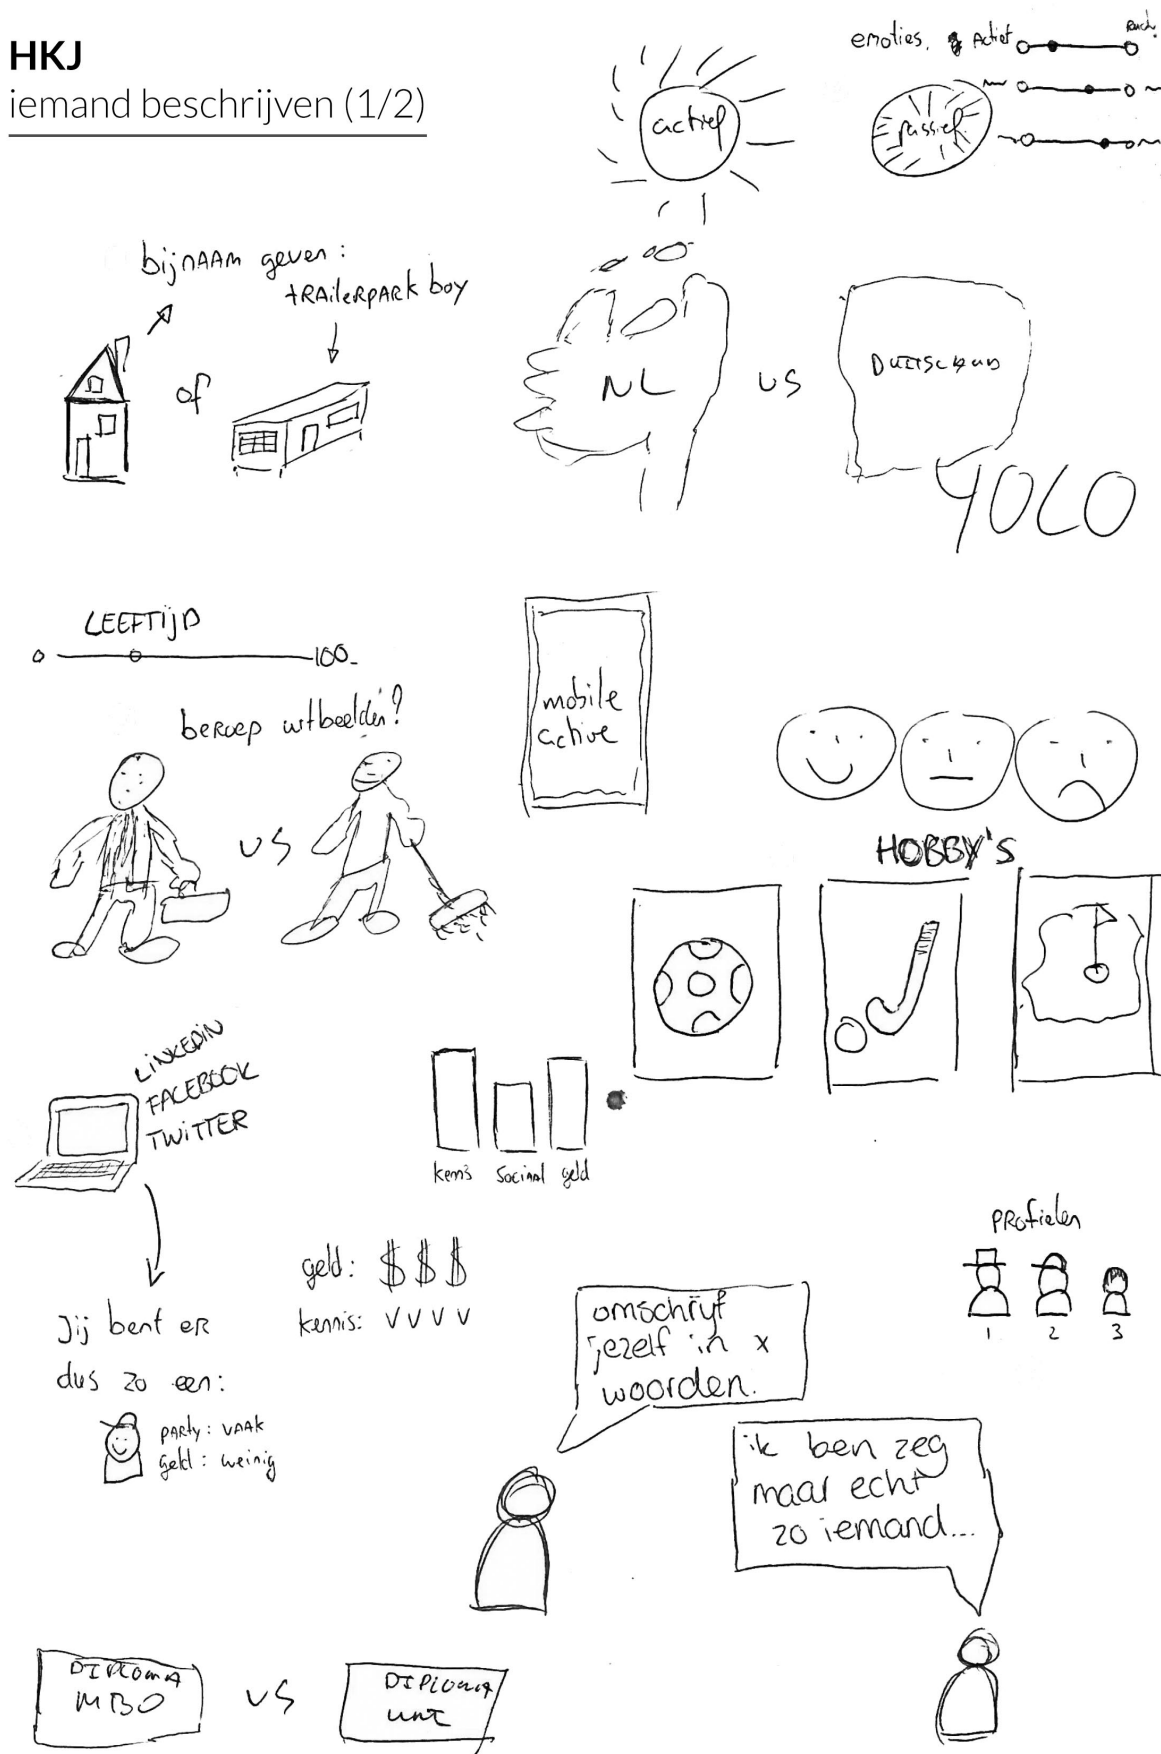 HKJ
iemand beschrijven (1/2)
emoties.
Actief
actief
passief
bijnAAm geven:
tRAileRpARk boy
of
NL
vs
DUITSCLAND
YOLO
LEEFTijD
0
100
beroep uitbeelden?
vs
mobile
active
HOBBY'S
LiNKEDiN
FACEBOOK
TWiTTER
Sociaal
geld
geld: $ $ $
kennis: V V V V
PROfielen
1 2 3
Jij bent eR
dus zo een:
PARty: VAAK
geld: weinig
omschrijf
jezelf in x
woorden.
ik ben zeg
maar echt
zo iemand...
DIPLOMA
MBO
vs
DIPLOMA
UNI